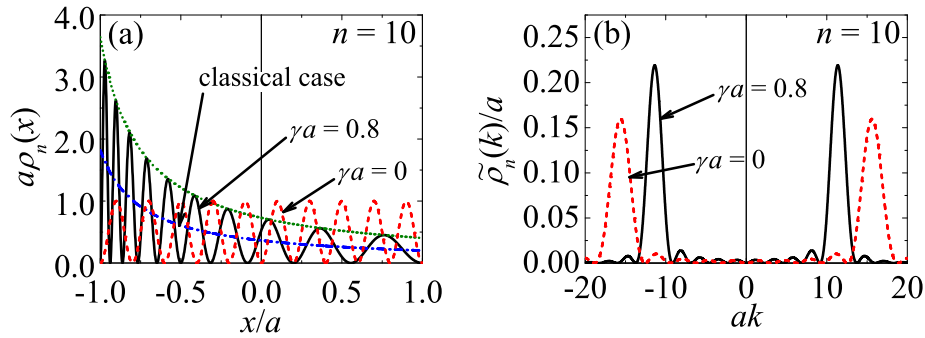 (a)
n = 10
4.0
3.0
2.0
1.0
0.0
aρₙ(x)
classical case
γa = 0.8
γa = 0
-1.0 -0.5 0.0 0.5 1.0
x/a
(b)
n = 10
0.25
0.20
0.15
0.10
0.05
0.00
ρ̃ₙ(k)/a
γa = 0.8
γa = 0
-20 -10 0 10 20
ak